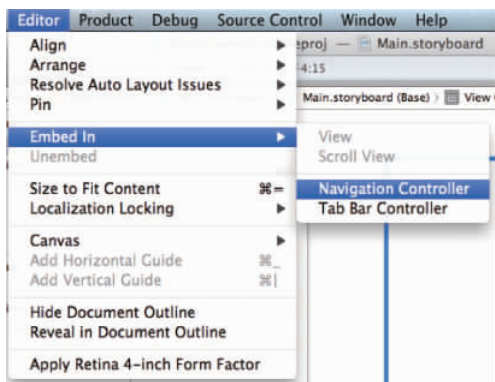 Editor Product Debug Source Control Window Help
Align
eproj — Main.storyboard
Arrange
4:15
Resolve Auto Layout Issues
Pin
Main.storyboard (Base) View
Embed In
View
Unembed
Scroll View
Size to Fit Content ⌘=
Navigation Controller
Localization Locking
Tab Bar Controller
Canvas
Add Horizontal Guide ⌘_
Add Vertical Guide ⌘|
Hide Document Outline
Reveal in Document Outline
Apply Retina 4-inch Form Factor